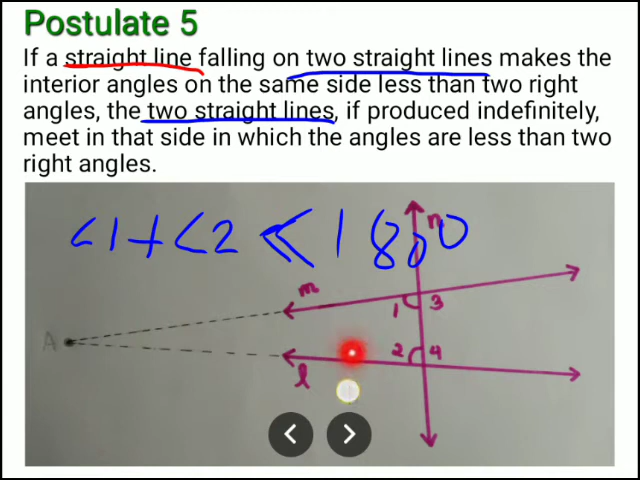 Postulate 5
If a straight line falling on two straight lines makes the
interior angles on the same side less than two right
angles, the two straight lines, if produced indefinitely,
meet in that side in which the angles are less than two
right angles.
<1+<2 < 180
n
m
1 3
A
2 4
l